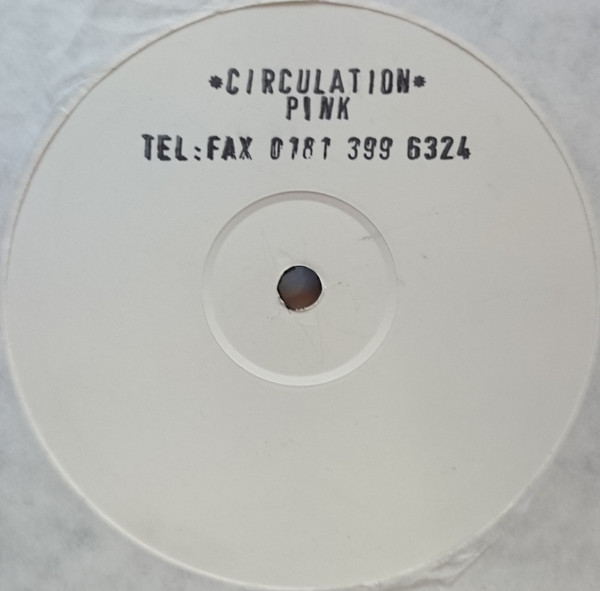 *CIRCULATION*
PINK
TEL:FAX 0181 399 6324